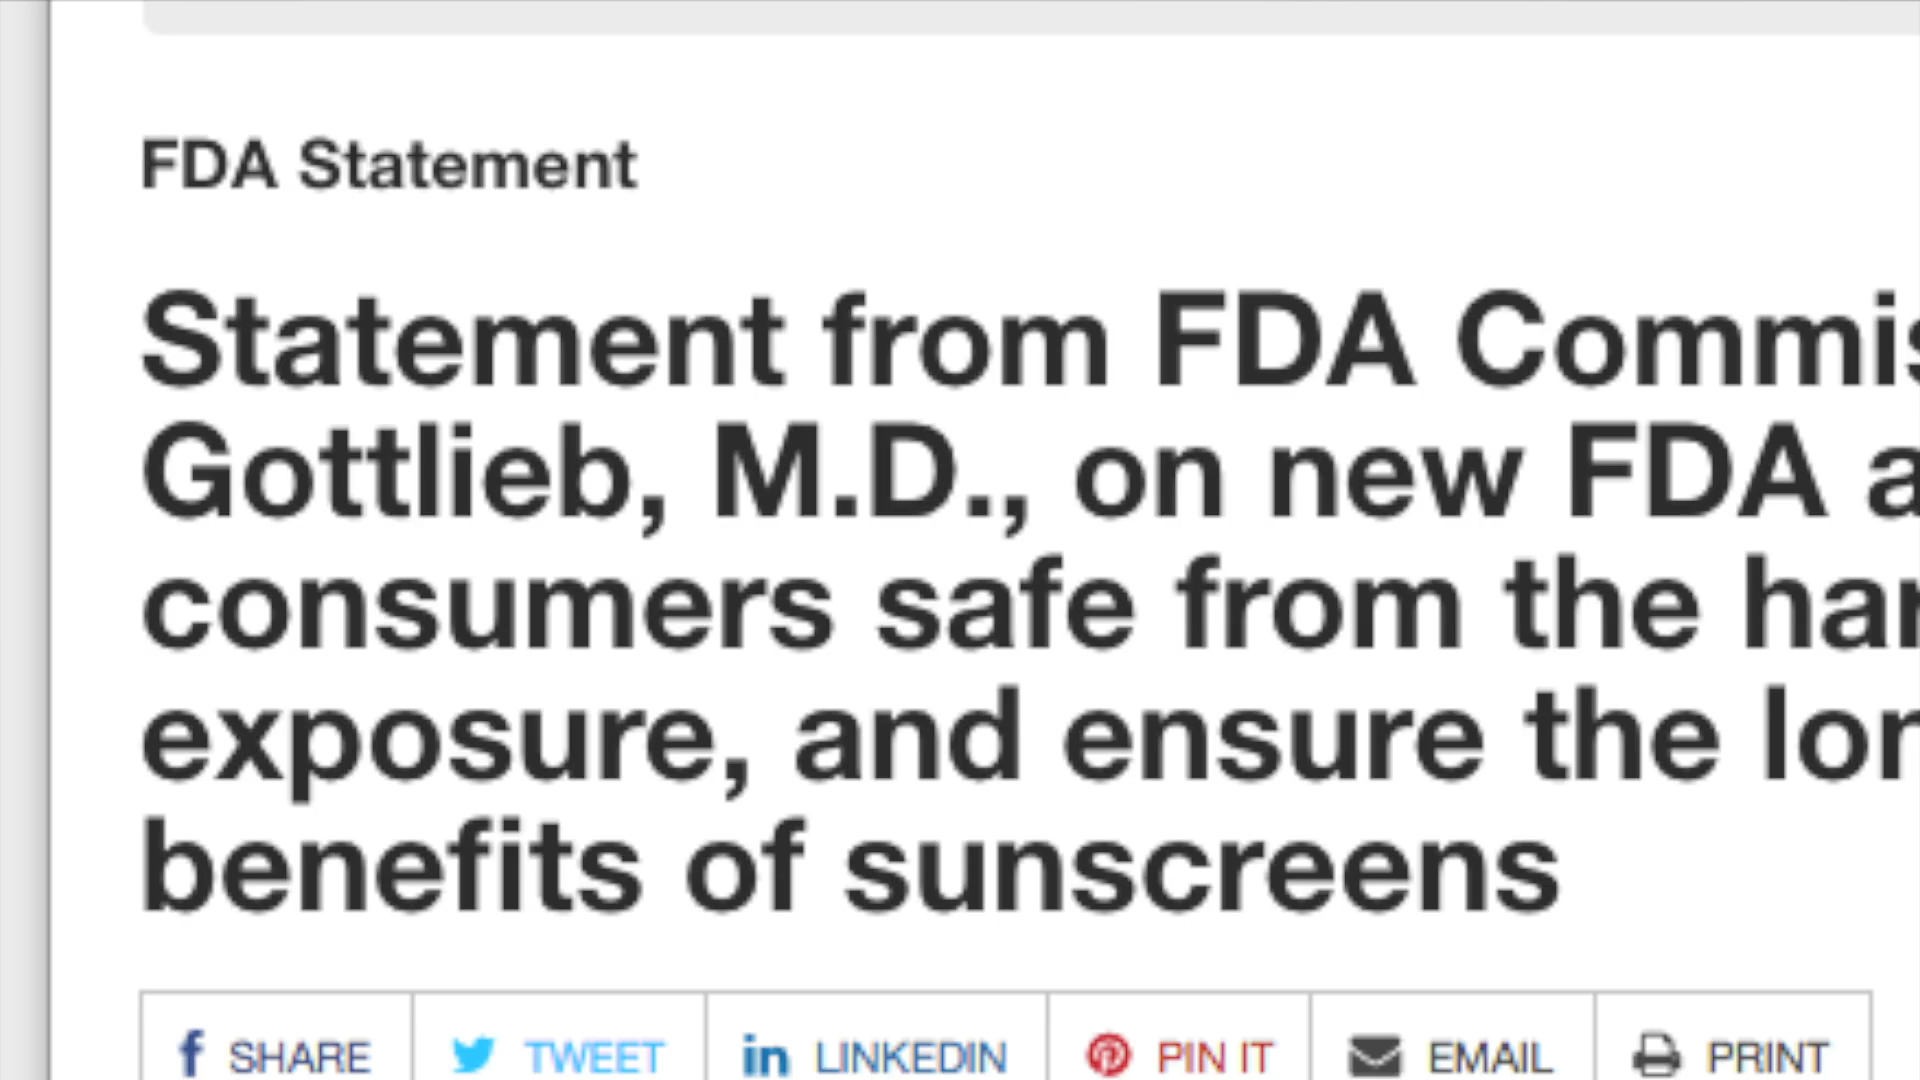 FDA Statement
Statement from FDA Commis
Gottlieb, M.D., on new FDA a
consumers safe from the har
exposure, and ensure the lon
benefits of sunscreens
SHARE TWEET LINKEDIN PIN IT EMAIL PRINT